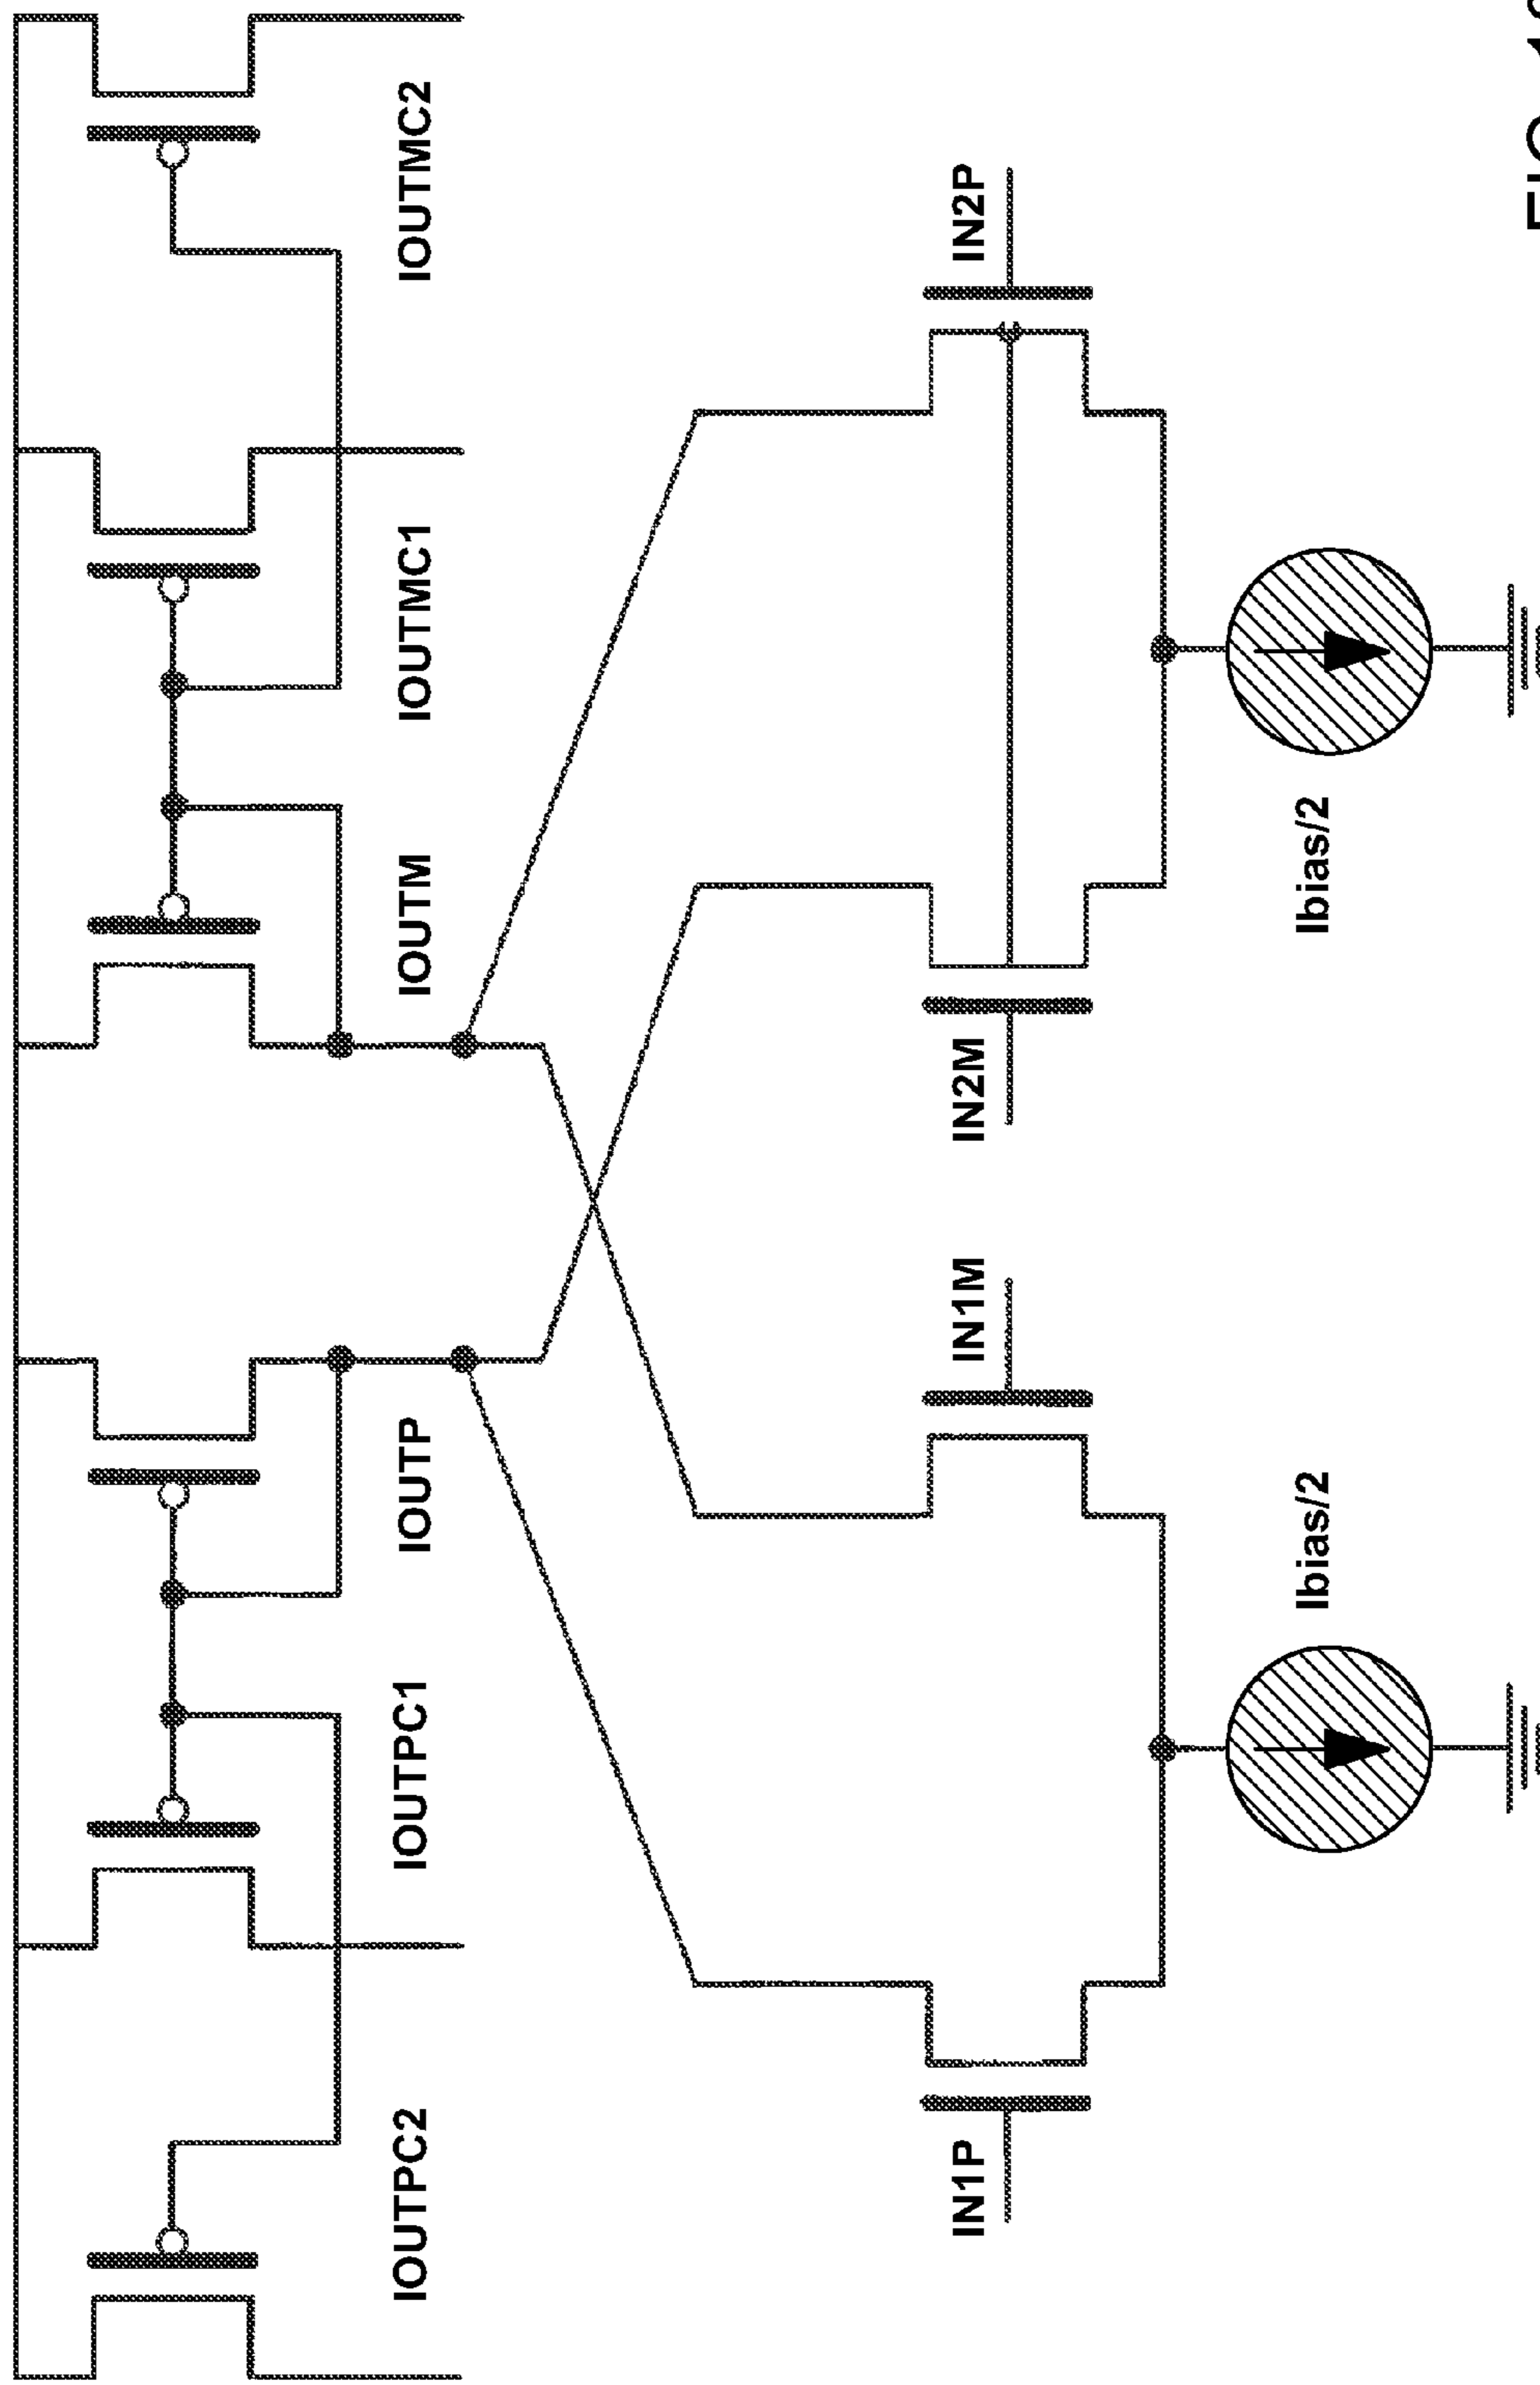 IOUTPC2
IOUTPC1
IOUTP
IOUTM
IOUTMC1
IOUTMC2
IN1P
IN1M
IN2M
IN2P
Ibias/2
Ibias/2